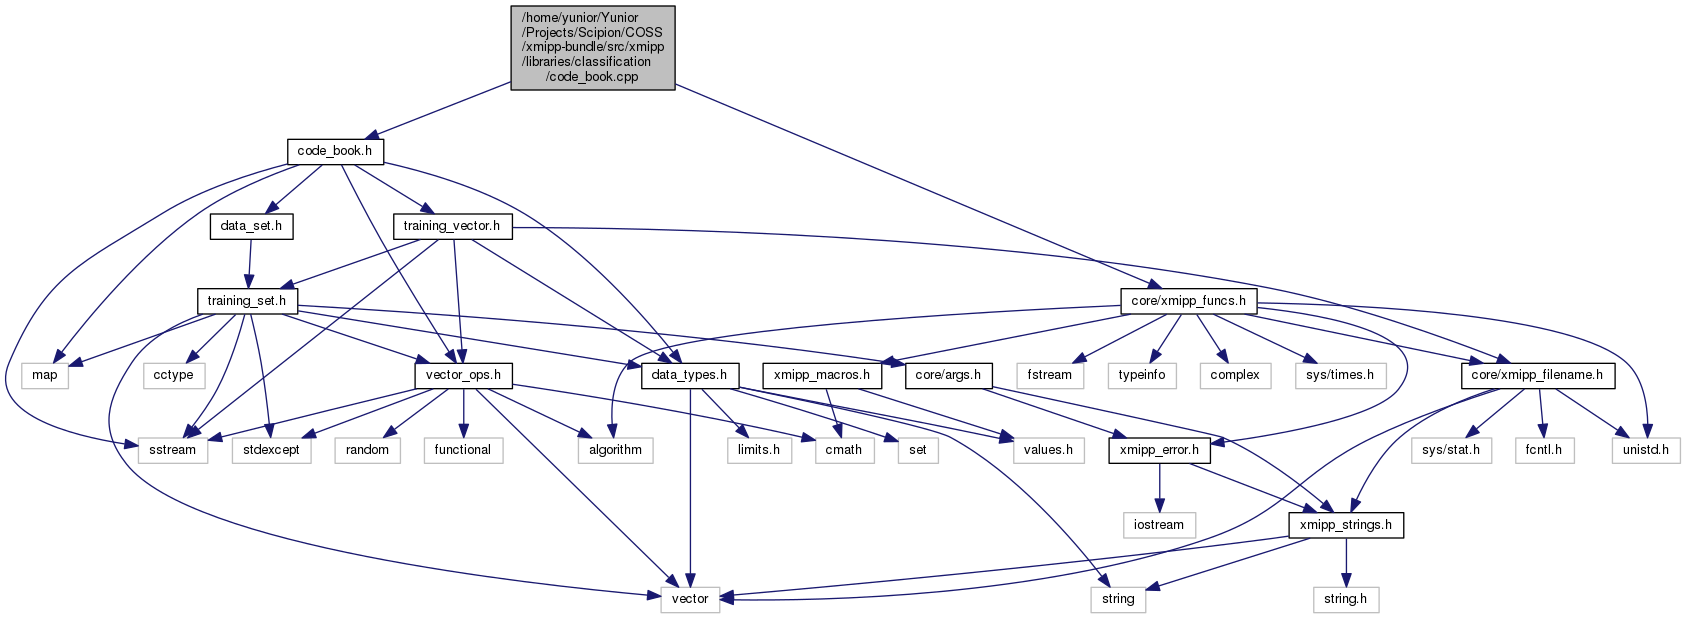 /home/yunior/Yunior
/Projects/Scipion/COSS
/xmipp-bundle/src/xmipp
/libraries/classification
/code_book.cpp
code_book.h
data_set.h
training_vector.h
training_set.h
core/xmipp_funcs.h
map
cctype
vector_ops.h
data_types.h
xmipp_macros.h
core/args.h
fstream
typeinfo
complex
sys/times.h
core/xmipp_filename.h
sstream
stdexcept
random
functional
algorithm
limits.h
cmath
set
values.h
xmipp_error.h
sys/stat.h
fcntl.h
unistd.h
iostream
xmipp_strings.h
vector
string
string.h